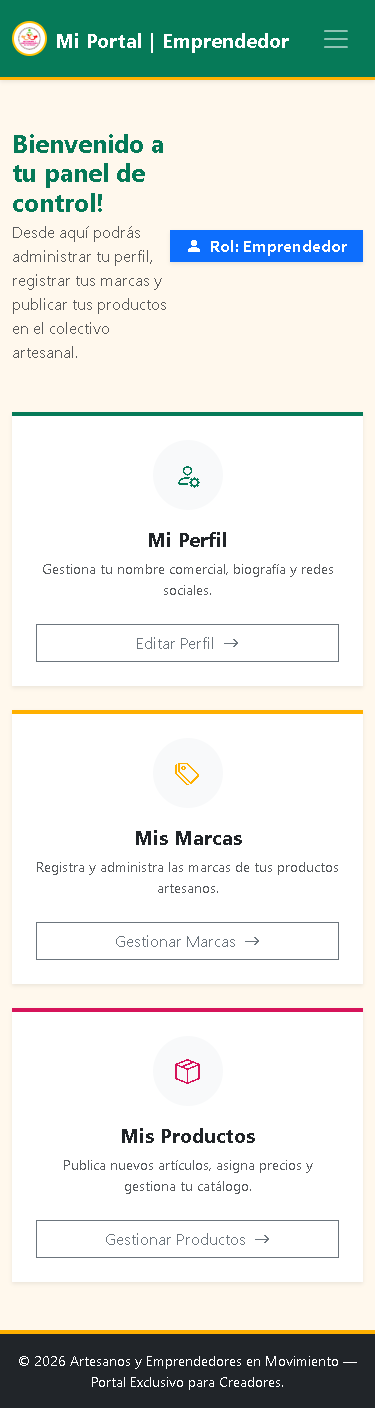 Mi Portal | Emprendedor
Bienvenido a
tu panel de
control!
Desde aquí podrás
administrar tu perfil,
registrar tus marcas y
publicar tus productos
en el colectivo
artesanal.
Rol: Emprendedor
Mi Perfil
Gestiona tu nombre comercial, biografía y redes
sociales.
Editar Perfil →
Mis Marcas
Registra y administra las marcas de tus productos
artesanos.
Gestionar Marcas →
Mis Productos
Publica nuevos artículos, asigna precios y
gestiona tu catálogo.
Gestionar Productos →
© 2026 Artesanos y Emprendedores en Movimiento —
Portal Exclusivo para Creadores.